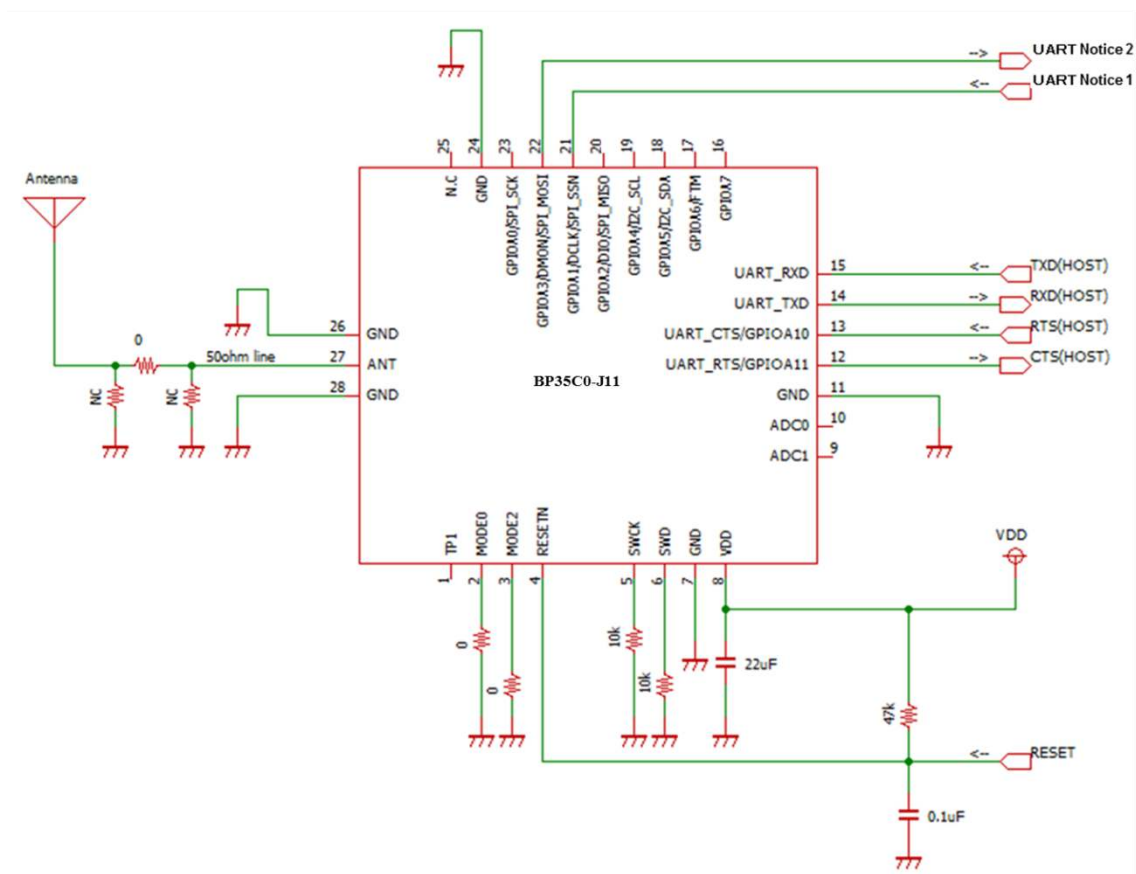 UART Notice 2
-->
UART Notice 1
<--
25
24
23
22
21
20
19
18
17
16
N.C
GND
GPIOA0/SPI_SCK
GPIOA3/DMON/SPI_MOSI
GPIOA1/DCLK/SPI_SSN
GPIOA2/DIO/SPI_MISO
GPIOA4/I2C_SCL
GPIOA5/I2C_SDA
GPIOA6/FTM
GPIOA7
Antenna
UART_RXD 15 <-- TXD(HOST)
UART_TXD 14 --> RXD(HOST)
26 GND
UART_CTS/GPIOA10 13 <-- RTS(HOST)
0
50ohm line 27 ANT
UART_RTS/GPIOA11 12 --> CTS(HOST)
BP35C0-J11
NC
NC
28 GND
GND 11
ADC0 10
ADC1 9
TP1
MODE0
MODE2
RESETN
SWCK
SWD
GND
VDD
VDD
1
2
3
4
5
6
7
8
0
0
10k
10k
22uF
47k
<-- RESET
0.1uF